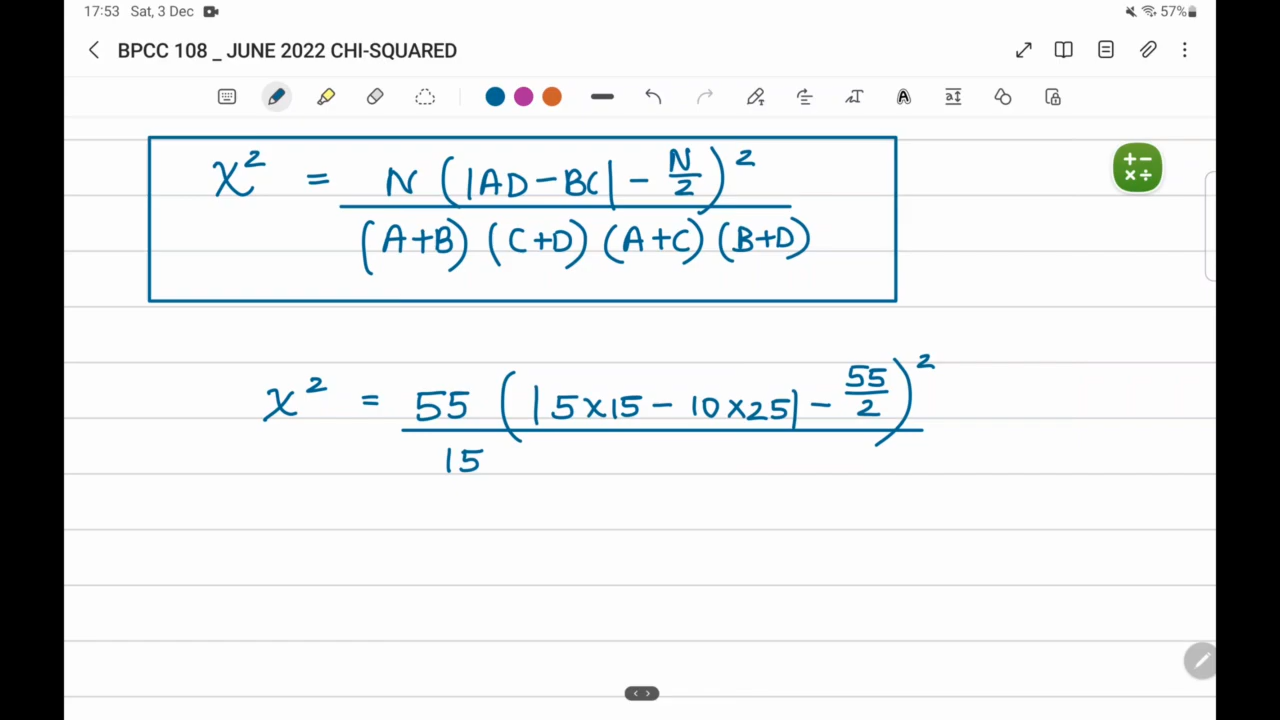 17:53 Sat, 3 Dec 57%
BPCC 108 _ JUNE 2022 CHI-SQUARED
χ² = N (|AD - BC| - N/2)²
(A+B) (C+D) (A+C) (B+D)
χ² = 55 (|5×15 - 10×25| - 55/2)²
15